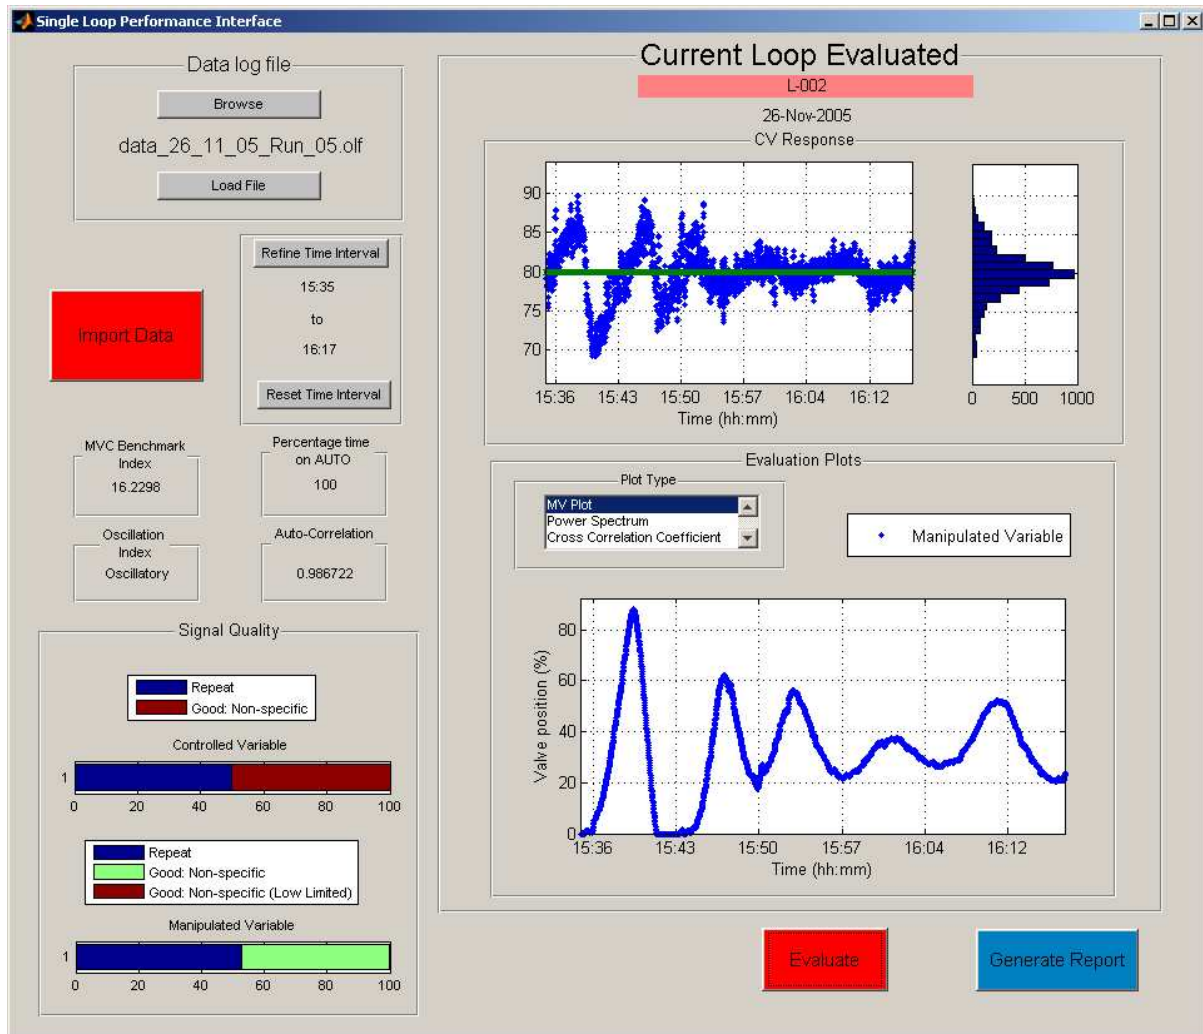 Single Loop Performance Interface
Data log file
Browse
data_26_11_05_Run_05.olf
Load File
Import Data
Refine Time Interval
15:35
to
16:17
Reset Time Interval
MVC Benchmark
Index
16.2298
Percentage time
on AUTO
100
Oscillation
Index
Oscillatory
Auto-Correlation
0.986722
Signal Quality
Repeat
Good: Non-specific
Controlled Variable
1
0 20 40 60 80 100
Repeat
Good: Non-specific
Good: Non-specific (Low Limited)
Manipulated Variable
1
0 20 40 60 80 100
Current Loop Evaluated
L-002
26-Nov-2005
CV Response
90
85
80
75
70
15:36 15:43 15:50 15:57 16:04 16:12
Time (hh:mm)
0 500 1000
Evaluation Plots
Plot Type
MV Plot
Power Spectrum
Cross Correlation Coefficient
Manipulated Variable
Valve position (%)
80
60
40
20
0
15:36 15:43 15:50 15:57 16:04 16:12
Time (hh:mm)
Evaluate
Generate Report